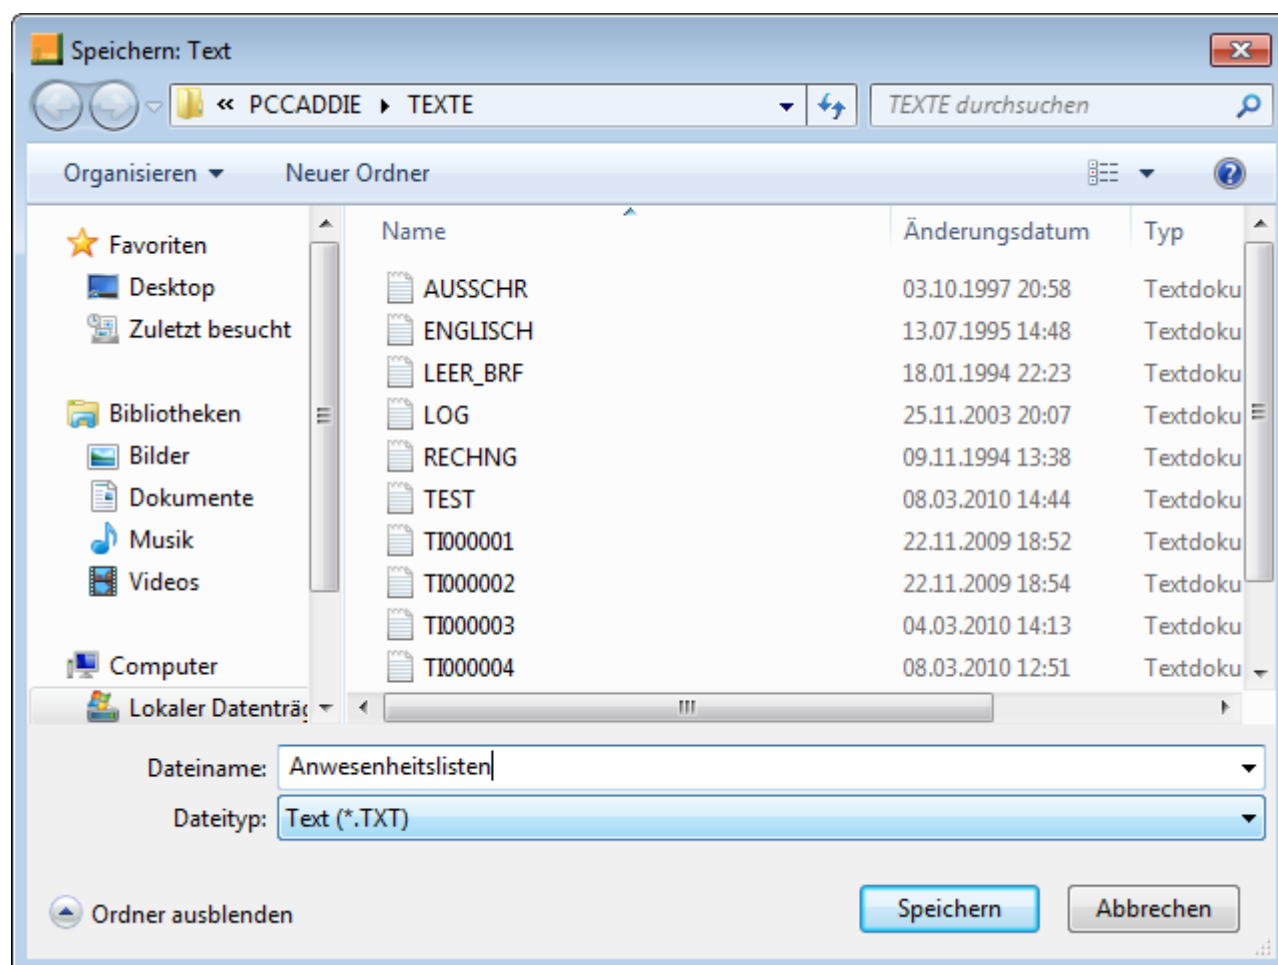 Speichern: Text
« PCCADDIE ▸ TEXTE
TEXTE durchsuchen
Organisieren
Neuer Ordner
Favoriten
Desktop
Zuletzt besucht
Bibliotheken
Bilder
Dokumente
Musik
Videos
Computer
Lokaler Datenträg
Name Änderungsdatum Typ
AUSSCHR 03.10.1997 20:58 Textdoku
ENGLISCH 13.07.1995 14:48 Textdoku
LEER_BRF 18.01.1994 22:23 Textdoku
LOG 25.11.2003 20:07 Textdoku
RECHNG 09.11.1994 13:38 Textdoku
TEST 08.03.2010 14:44 Textdoku
TI000001 22.11.2009 18:52 Textdoku
TI000002 22.11.2009 18:54 Textdoku
TI000003 04.03.2010 14:13 Textdoku
TI000004 08.03.2010 12:51 Textdoku
Dateiname: Anwesenheitslisten
Dateityp: Text (*.TXT)
Ordner ausblenden
Speichern
Abbrechen